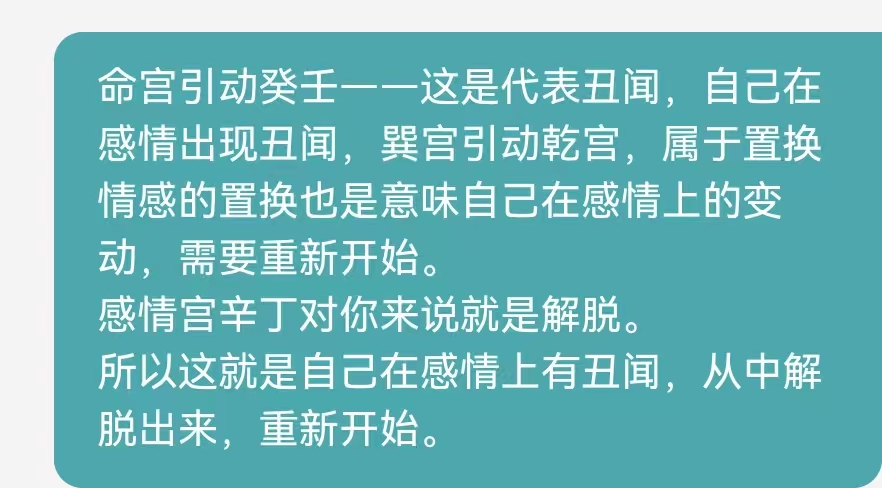 命宫引动癸壬一一这是代表丑闻，自己在
感情出现丑闻，巽宫引动乾宫，属于置换
情感的置换也是意味自己在感情上的变
动，需要重新开始。
感情宫辛丁对你来说就是解脱。
所以这就是自己在感情上有丑闻，从中解
脱出来，重新开始。